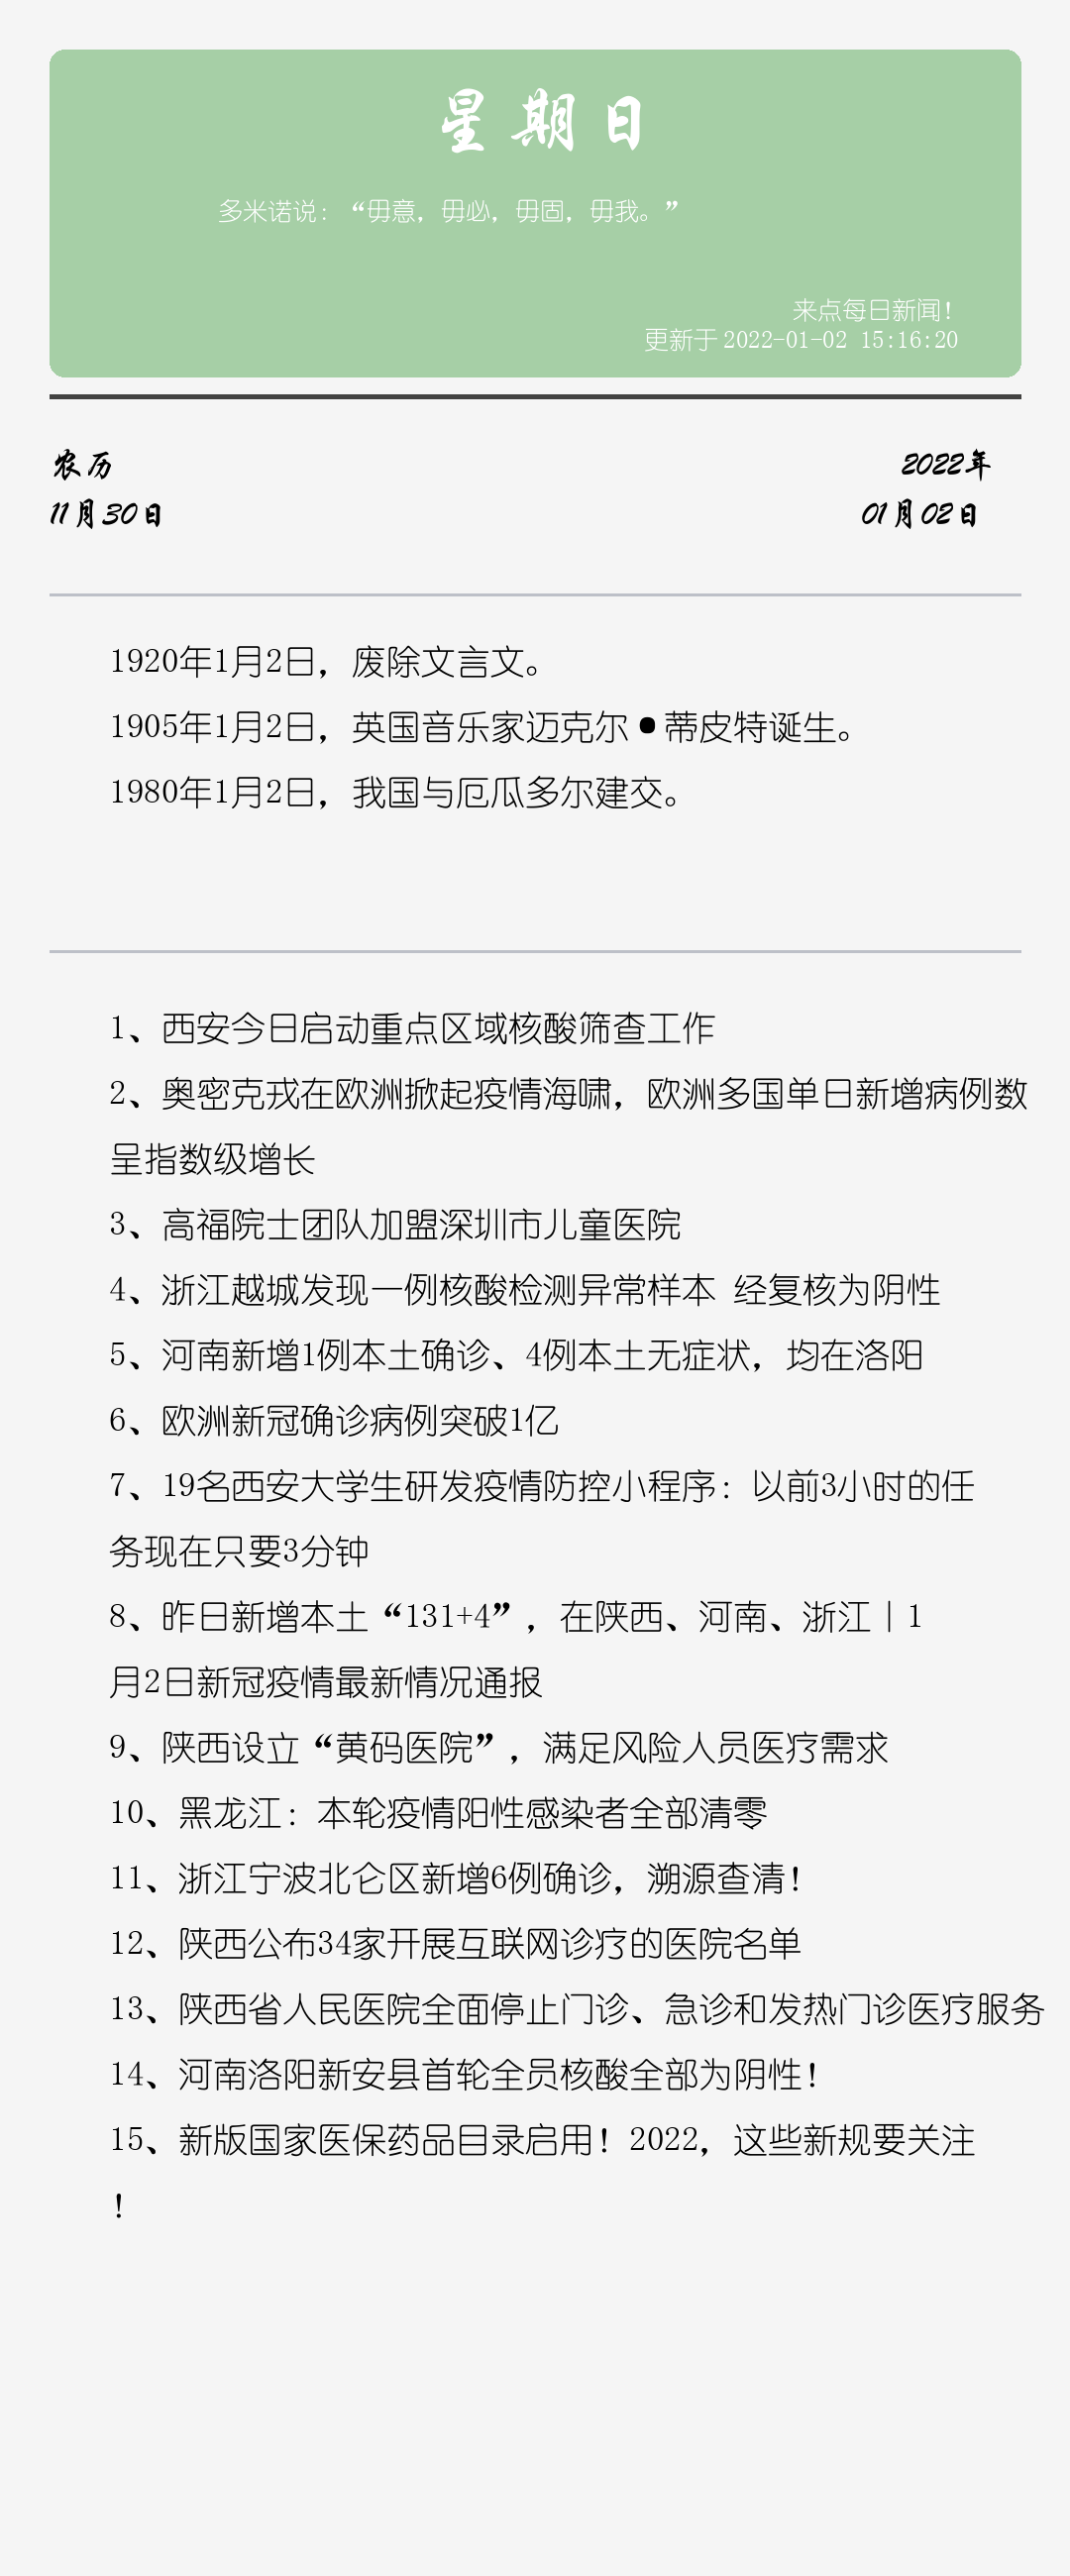 星期日
多米诺说：“毋意，毋必，毋固，毋我。”
来点每日新闻！
更新于 2022-01-02 15:16:20
农历
2022年
11月30日
01月02日
1920年1月2日，废除文言文。
1905年1月2日，英国音乐家迈克尔•蒂皮特诞生。
1980年1月2日，我国与厄瓜多尔建交。
1、西安今日启动重点区域核酸筛查工作
2、奥密克戎在欧洲掀起疫情海啸，欧洲多国单日新增病例数
呈指数级增长
3、高福院士团队加盟深圳市儿童医院
4、浙江越城发现一例核酸检测异常样本 经复核为阴性
5、河南新增1例本土确诊、4例本土无症状，均在洛阳
6、欧洲新冠确诊病例突破1亿
7、19名西安大学生研发疫情防控小程序：以前3小时的任
务现在只要3分钟
8、昨日新增本土“131+4”，在陕西、河南、浙江｜1
月2日新冠疫情最新情况通报
9、陕西设立“黄码医院”，满足风险人员医疗需求
10、黑龙江：本轮疫情阳性感染者全部清零
11、浙江宁波北仑区新增6例确诊，溯源查清！
12、陕西公布34家开展互联网诊疗的医院名单
13、陕西省人民医院全面停止门诊、急诊和发热门诊医疗服务
14、河南洛阳新安县首轮全员核酸全部为阴性！
15、新版国家医保药品目录启用！2022，这些新规要关注
！